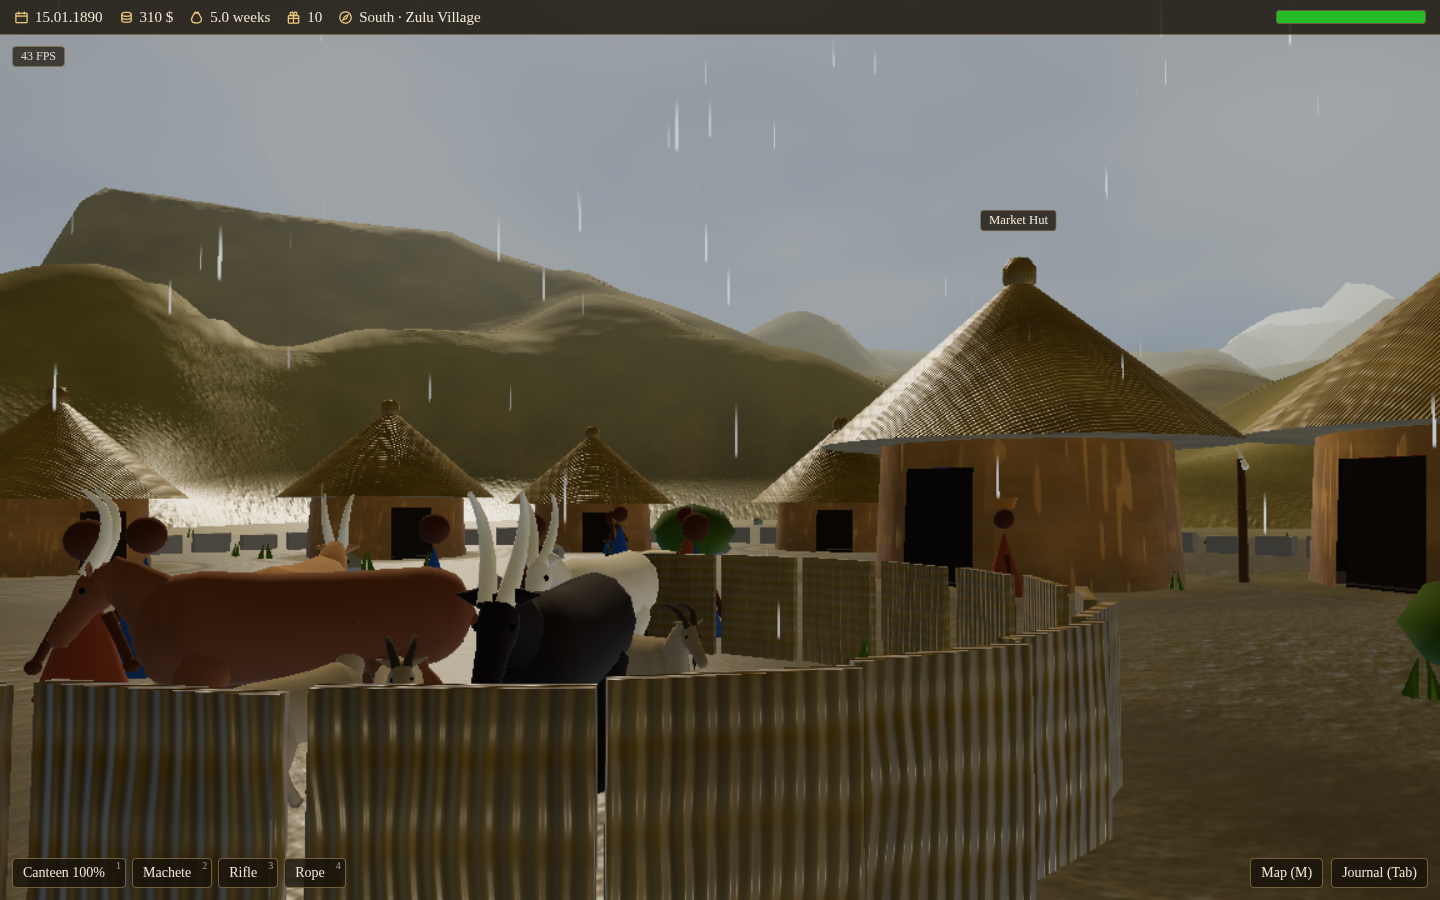 15.01.1890 310 $ 5.0 weeks 10 South · Zulu Village
43 FPS
Market Hut
Canteen 100% 1 Machete 2 Rifle 3 Rope 4 Map (M) Journal (Tab)